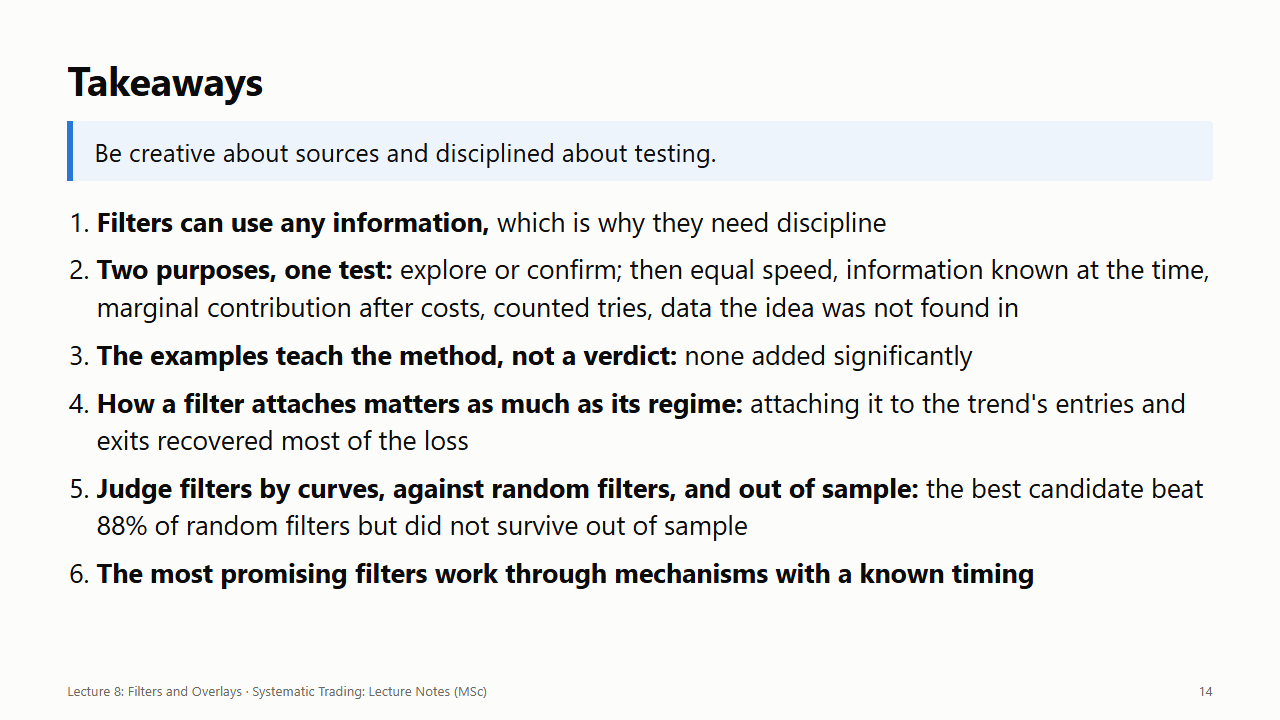 Takeaways
Be creative about sources and disciplined about testing.
1. Filters can use any information, which is why they need discipline
2. Two purposes, one test: explore or confirm; then equal speed, information known at the time,
marginal contribution after costs, counted tries, data the idea was not found in
3. The examples teach the method, not a verdict: none added significantly
4. How a filter attaches matters as much as its regime: attaching it to the trend's entries and
exits recovered most of the loss
5. Judge filters by curves, against random filters, and out of sample: the best candidate beat
88% of random filters but did not survive out of sample
6. The most promising filters work through mechanisms with a known timing
Lecture 8: Filters and Overlays · Systematic Trading: Lecture Notes (MSc)
14